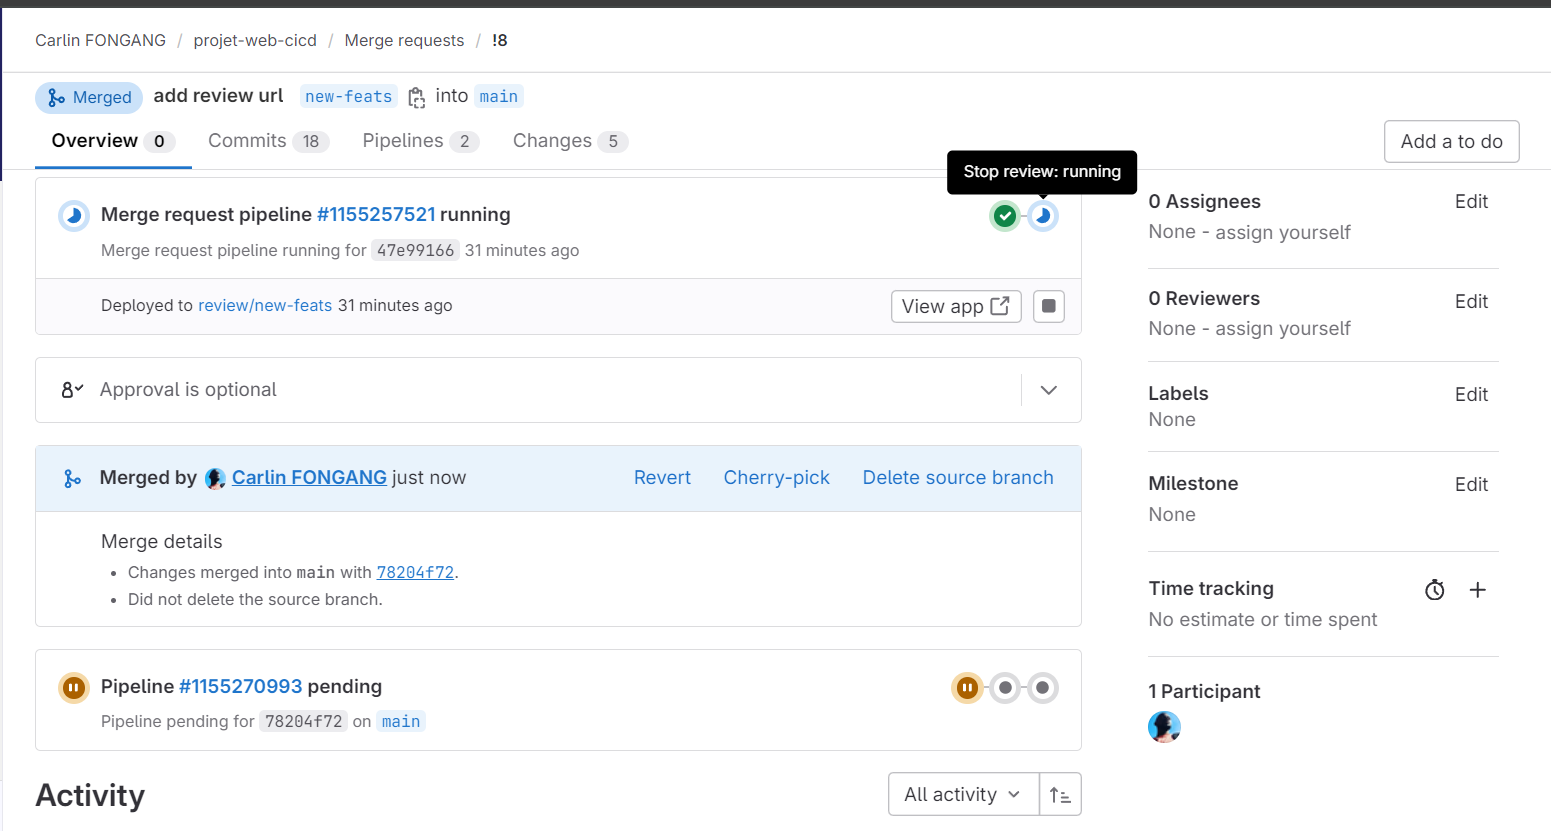 Carlin FONGANG / projet-web-cicd / Merge requests / !8
Merged add review url new-feats into main
Overview 0 Commits 18 Pipelines 2 Changes 5
Add a to do
Stop review: running
Merge request pipeline #1155257521 running
Merge request pipeline running for 47e99166 31 minutes ago
Deployed to review/new-feats 31 minutes ago
View app
Approval is optional
Merged by Carlin FONGANG just now
Revert Cherry-pick Delete source branch
Merge details
• Changes merged into main with 78204f72.
• Did not delete the source branch.
Pipeline #1155270993 pending
Pipeline pending for 78204f72 on main
Activity
All activity
0 Assignees Edit
None - assign yourself
0 Reviewers Edit
None - assign yourself
Labels Edit
None
Milestone Edit
None
Time tracking
No estimate or time spent
1 Participant